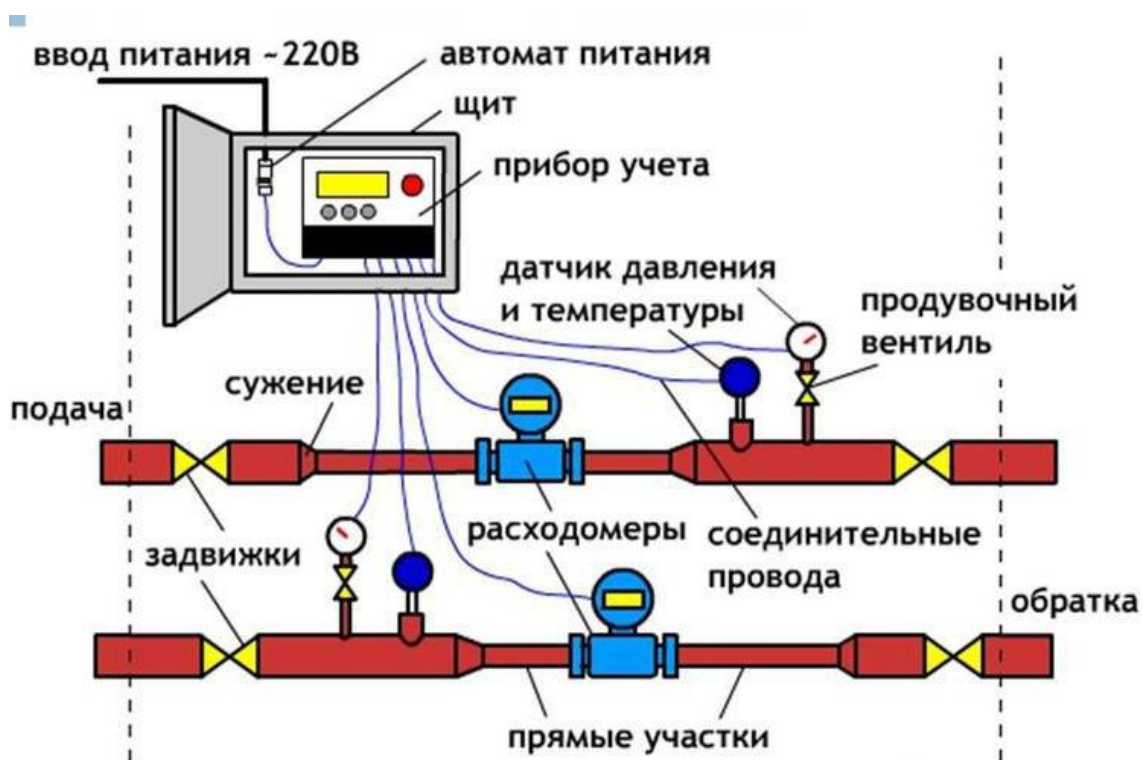 ввод питания ~220В
автомат питания
щит
прибор учета
датчик давления
и температуры
продувочный
вентиль
сужение
подача
расходомеры
соединительные
провода
задвижки
обратка
прямые участки